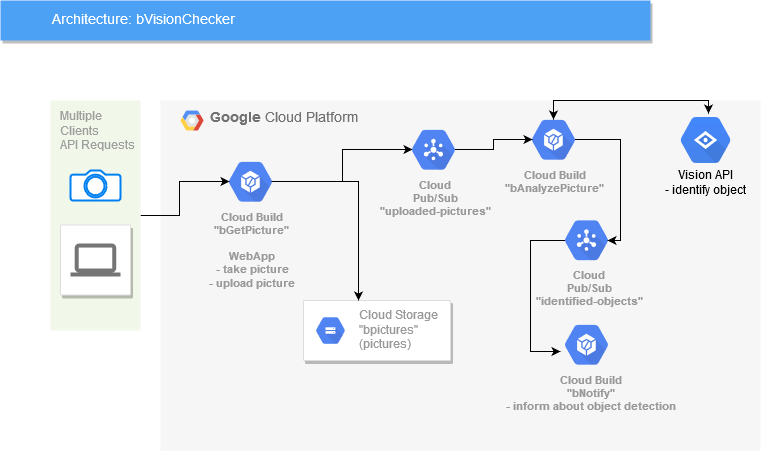 Architecture: bVisionChecker
Multiple
Clients
API Requests
Google Cloud Platform
Cloud Build
"bGetPicture"
WebApp
- take picture
- upload picture
Cloud
Pub/Sub
"uploaded-pictures"
Cloud Storage
"bpictures"
(pictures)
Cloud Build
"bAnalyzePicture"
Vision API
- identify object
Cloud
Pub/Sub
"identified-objects"
Cloud Build
"bNotify"
- inform about object detection